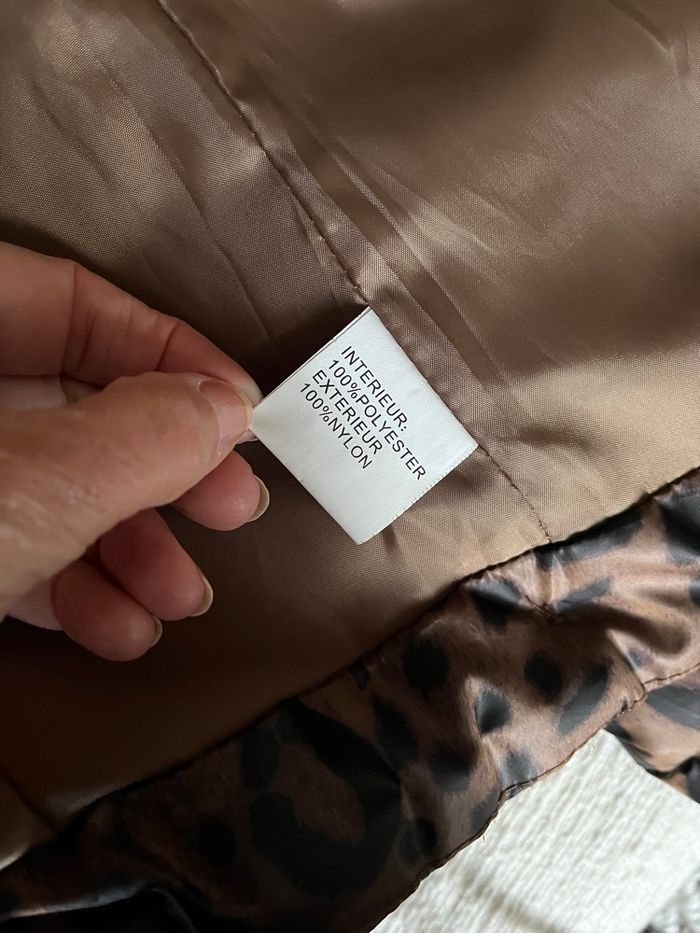 INTERIEUR:
100%POLYESTER
EXTERIEUR
100%NYLON